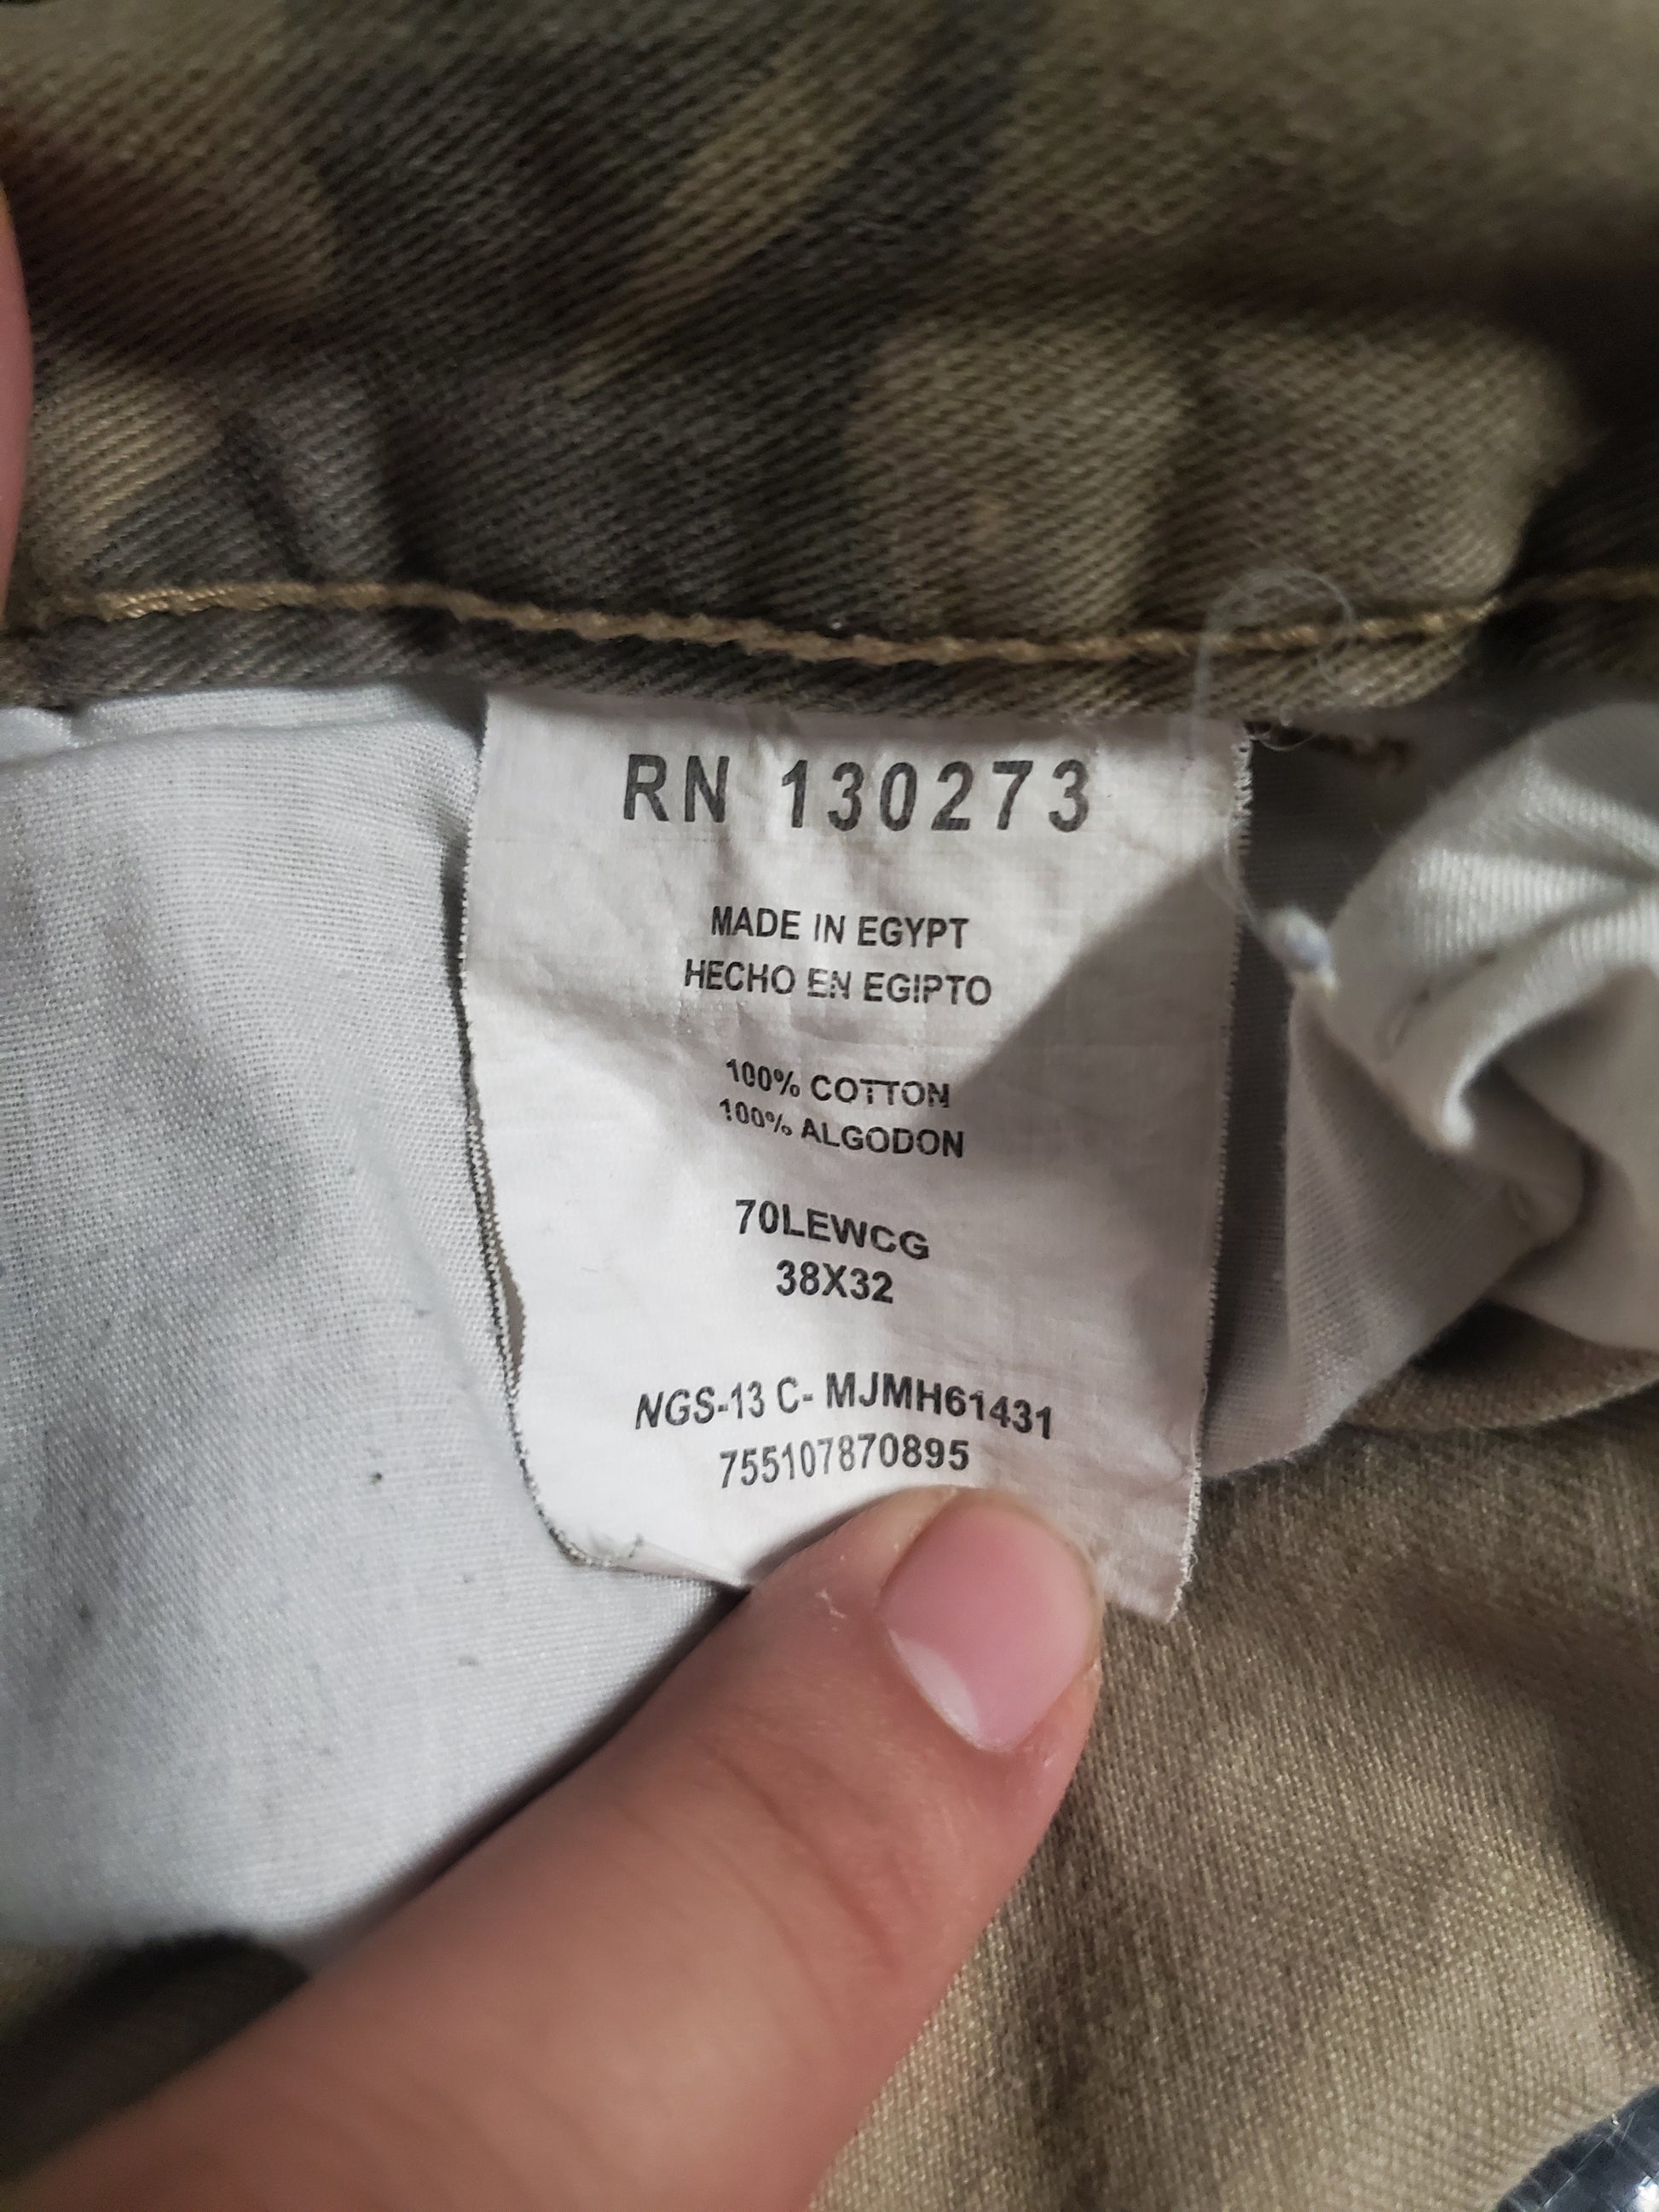 RN 130273
MADE IN EGYPT
HECHO EN EGIPTO
100% COTTON
100% ALGODON
70LEWCG
38X32
NGS-13 C- MJMH61431
755107870895